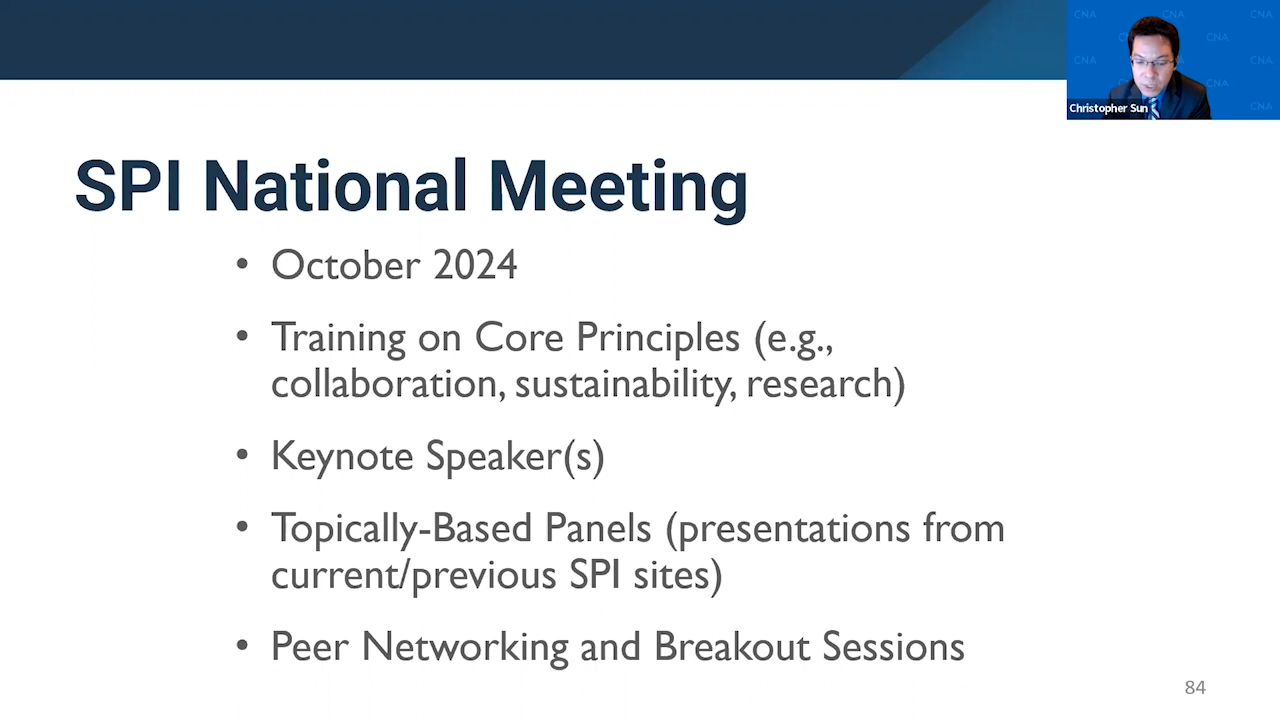 CNA CNA CNA
CNA CNA
CNA CNA
CNA
CNA
Christopher Sun
SPI National Meeting
• October 2024
• Training on Core Principles (e.g.,
collaboration, sustainability, research)
• Keynote Speaker(s)
• Topically-Based Panels (presentations from
current/previous SPI sites)
• Peer Networking and Breakout Sessions
84